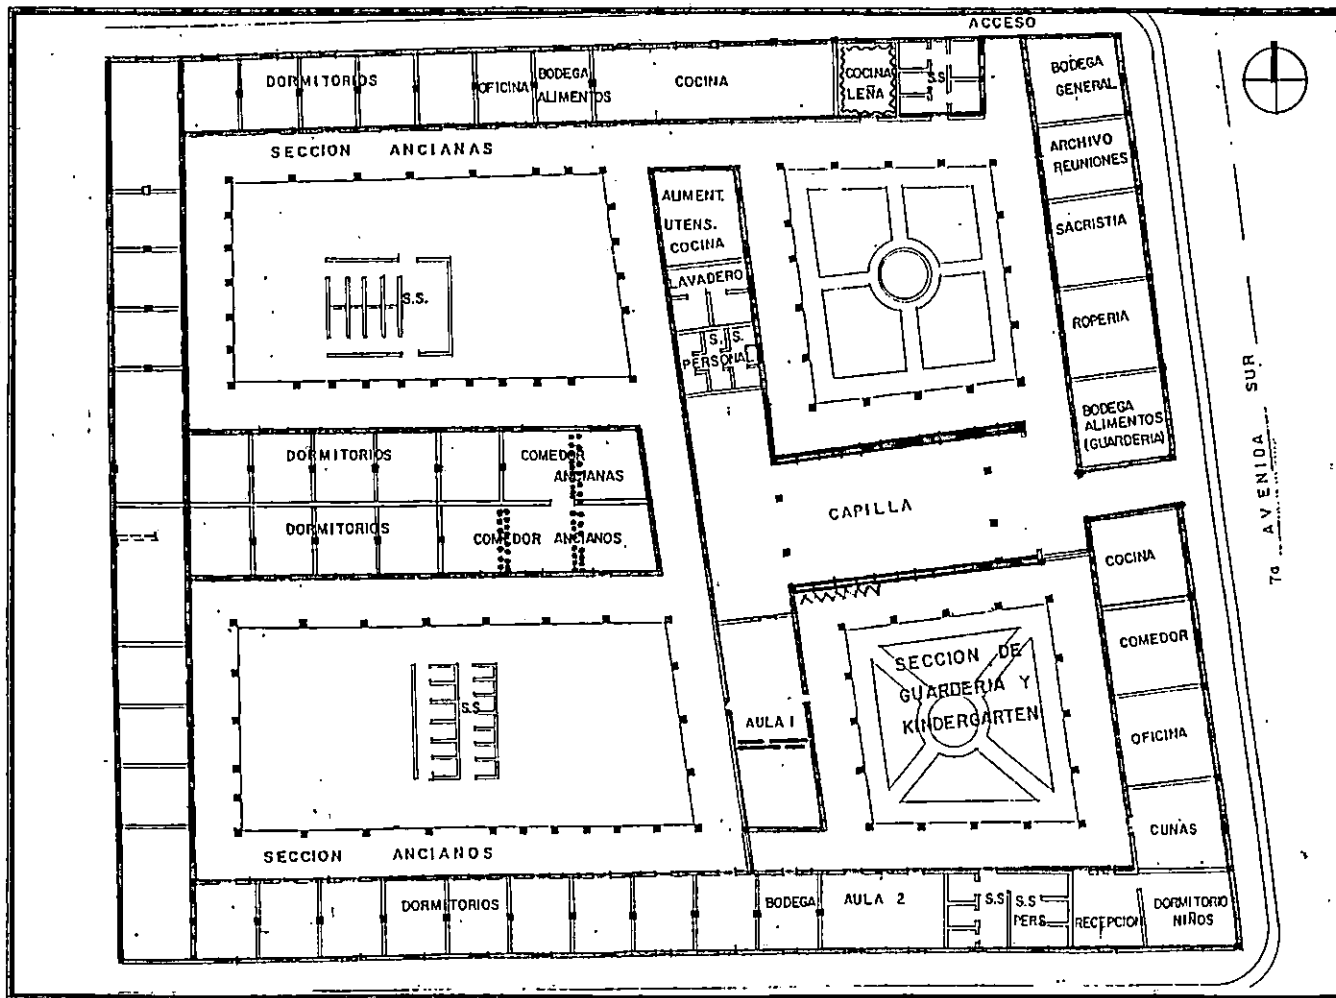 ACCESO
DORMITORIOS
OFICINA
BODEGA
ALIMENTOS
COCINA
COCINA
LEÑA
S.S
BODEGA
GENERAL
SECCION ANCIANAS
ARCHIVO
REUNIONES
ALIMENT.
UTENS.
COCINA
SACRISTIA
LAVADERO
S.S.
ROPERIA
S. S.
PERSONAL
BODEGA
ALIMENTOS
(GUARDERIA)
7a AVENIDA SUR
DORMITORIOS
COMEDOR
ANCIANAS
CAPILLA
DORMITORIOS
COMEDOR ANCIANOS
COCINA
COMEDOR
SECCION DE
GUARDERIA Y
KINDERGARTEN
S.S
AULA I
OFICINA
CUNAS
SECCION ANCIANOS
DORMITORIOS
BODEGA
AULA 2
S.S
S.S
PERS
RECEPCION
DORMITORIO
NIÑOS